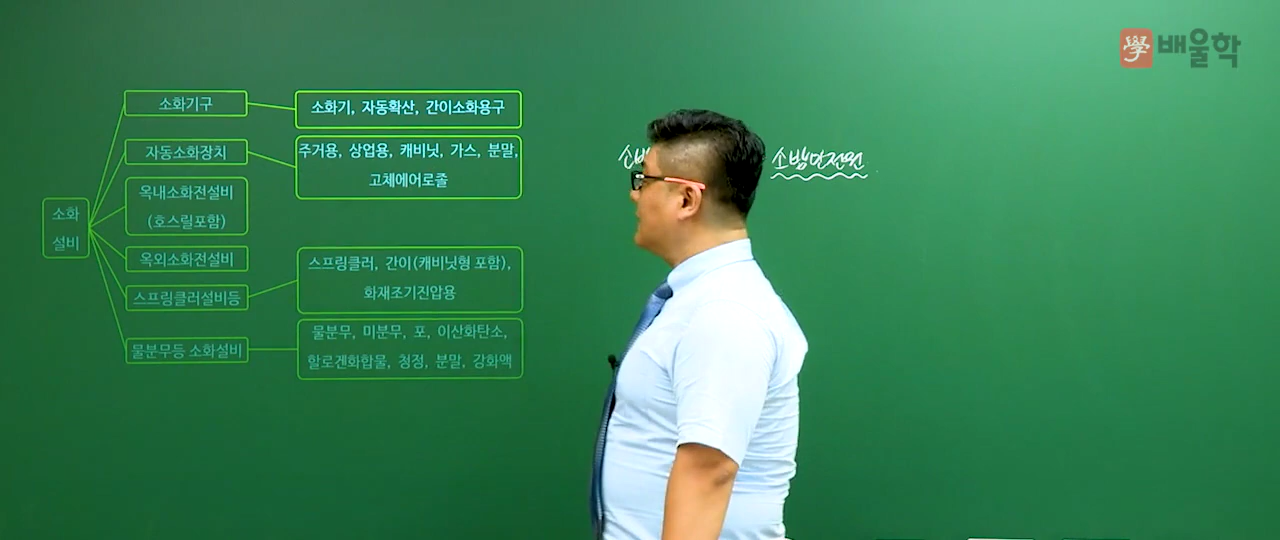 學 배울학
소화
설비
소화기구
소화기, 자동확산, 간이소화용구
자동소화장치
주거용, 상업용, 캐비닛, 가스, 분말,
고체에어로졸
옥내소화전설비
(호스릴포함)
옥외소화전설비
스프링클러설비등
스프링클러, 간이(캐비닛형 포함),
화재조기진압용
물분무등 소화설비
물분무, 미분무, 포, 이산화탄소,
할로겐화합물, 청정, 분말, 강화액